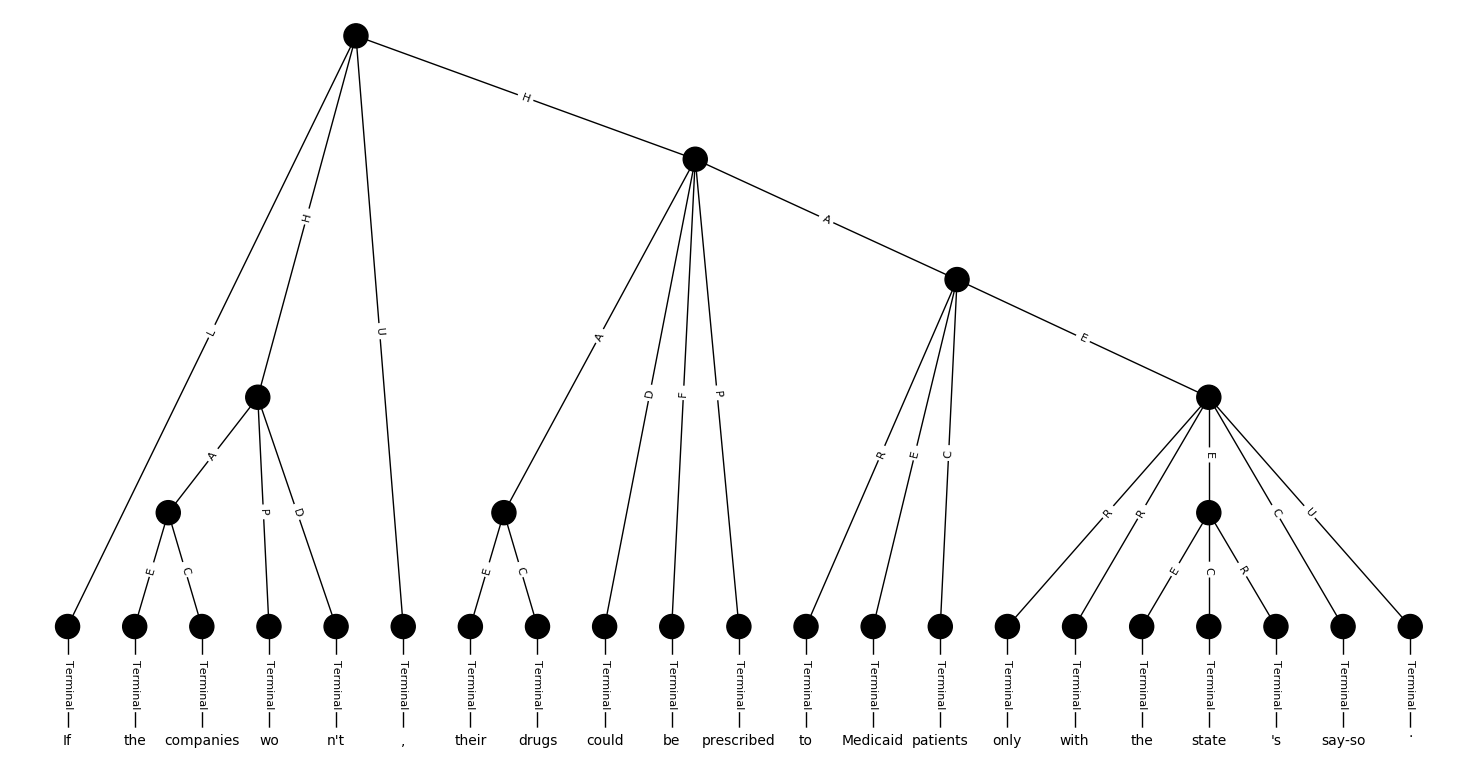 H
A
H
E
L
U
A
D
F
P
A
R
E
C
E
P
D
R
R
C
U
E
C
E
C
E
C
R
Terminal Terminal Terminal Terminal Terminal Terminal Terminal Terminal Terminal Terminal Terminal Terminal Terminal Terminal Terminal Terminal Terminal Terminal Terminal Terminal Terminal
If the companies wo n't , their drugs could be prescribed to Medicaid patients only with the state 's say-so .